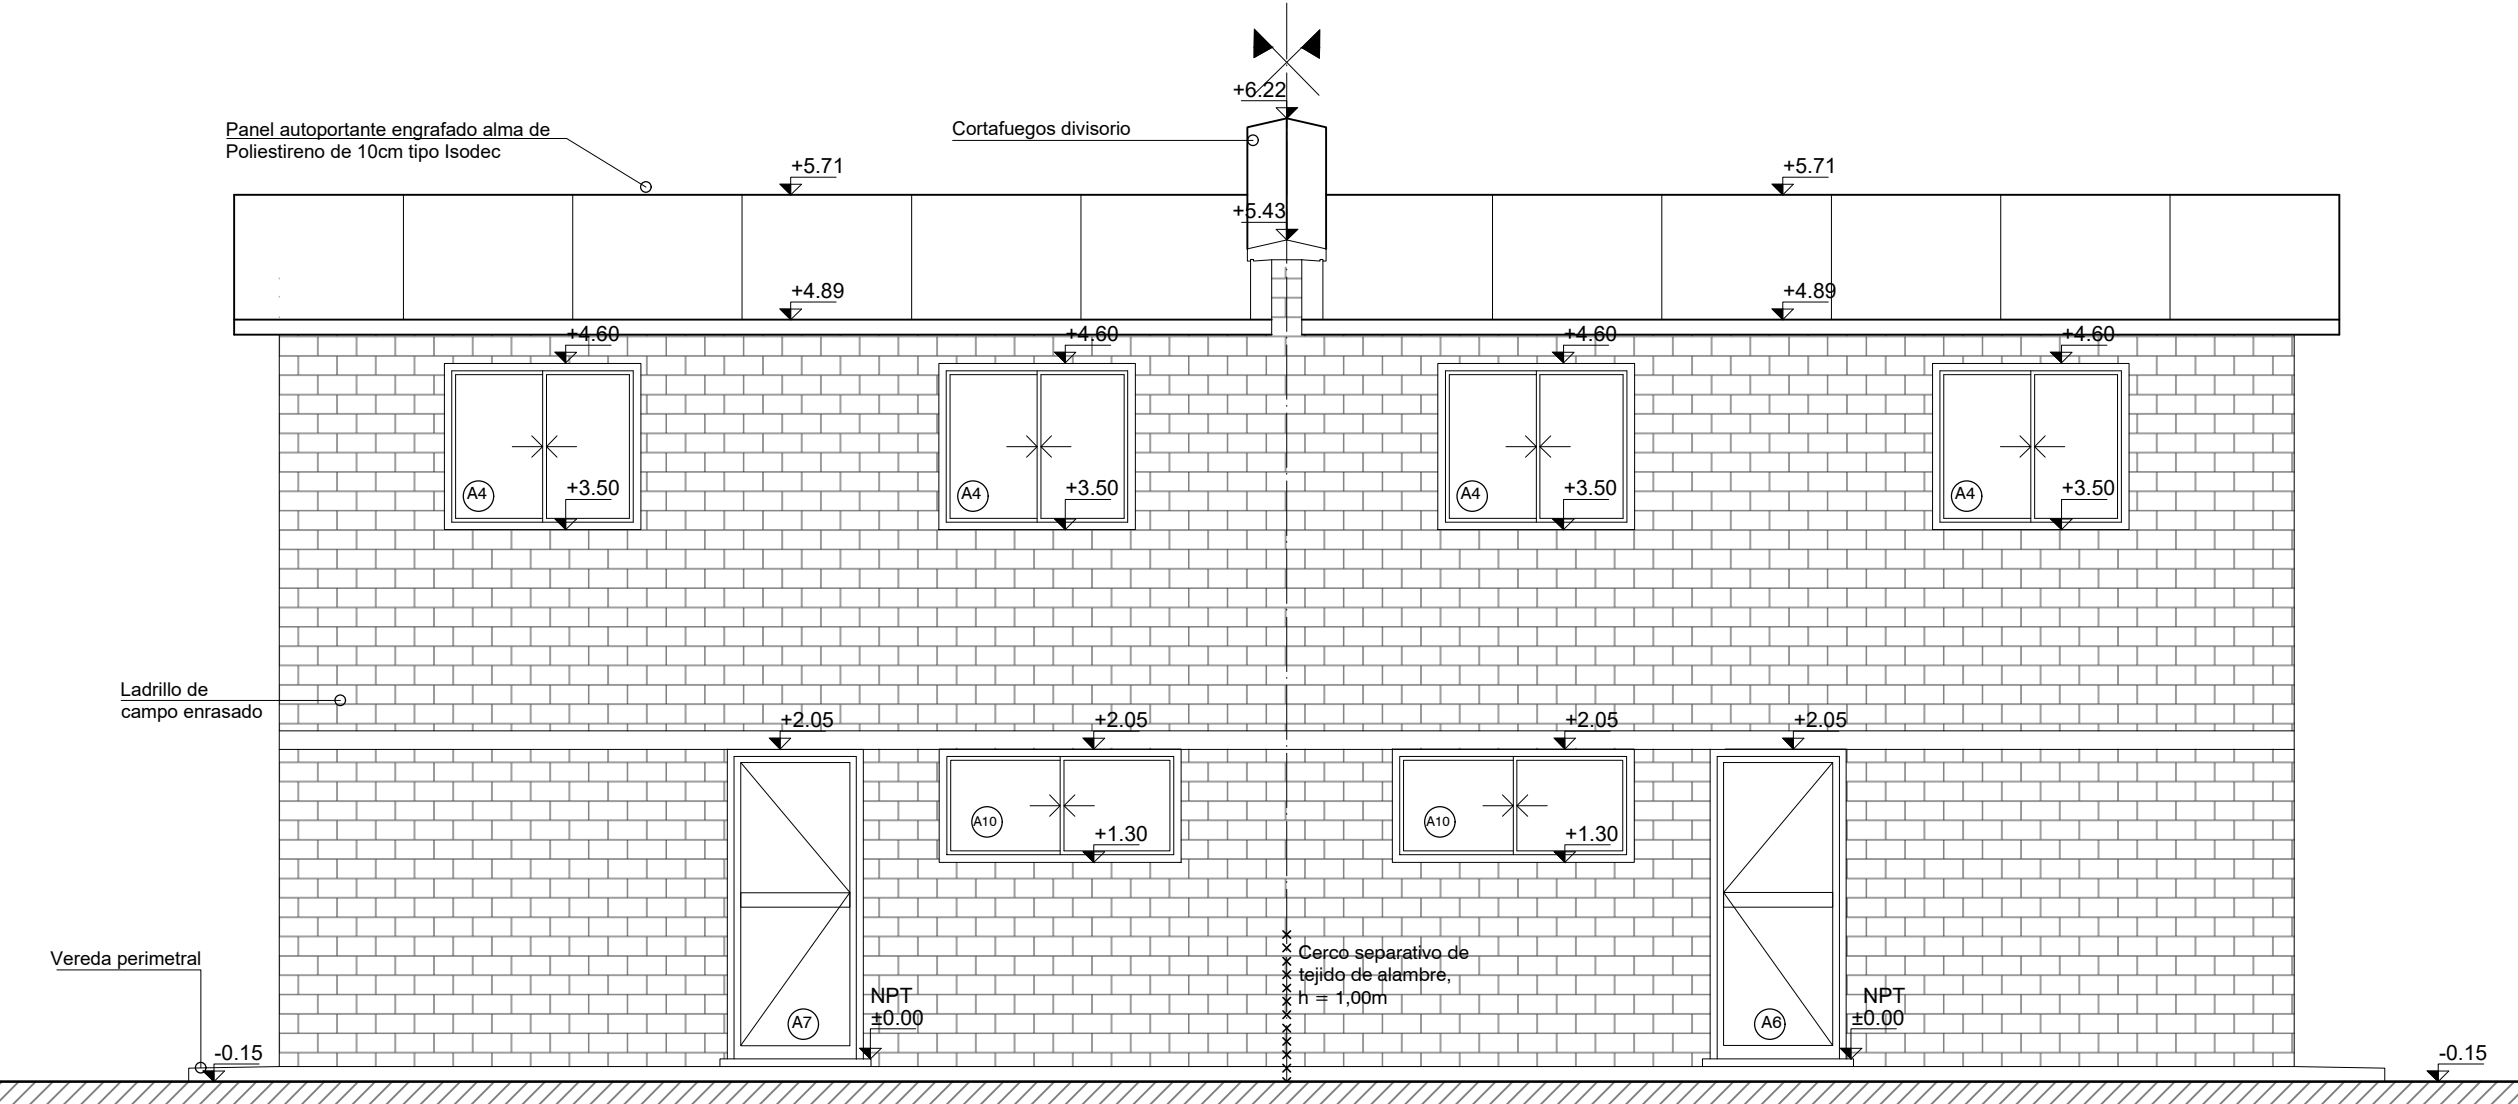 +6.22
Panel autoportante engrafado alma de
Poliestireno de 10cm tipo Isodec
Cortafuegos divisorio
+5.71
+5.71
+5.43
+4.89
+4.89
+4.60
+4.60
+4.60
+4.60
A4
+3.50
A4
+3.50
A4
+3.50
A4
+3.50
Ladrillo de
campo enrasado
+2.05
+2.05
+2.05
+2.05
A10
+1.30
A10
+1.30
Vereda perimetral
Cerco separativo de
tejido de alambre,
h = 1,00m
A7
NPT
±0.00
A6
NPT
±0.00
-0.15
-0.15